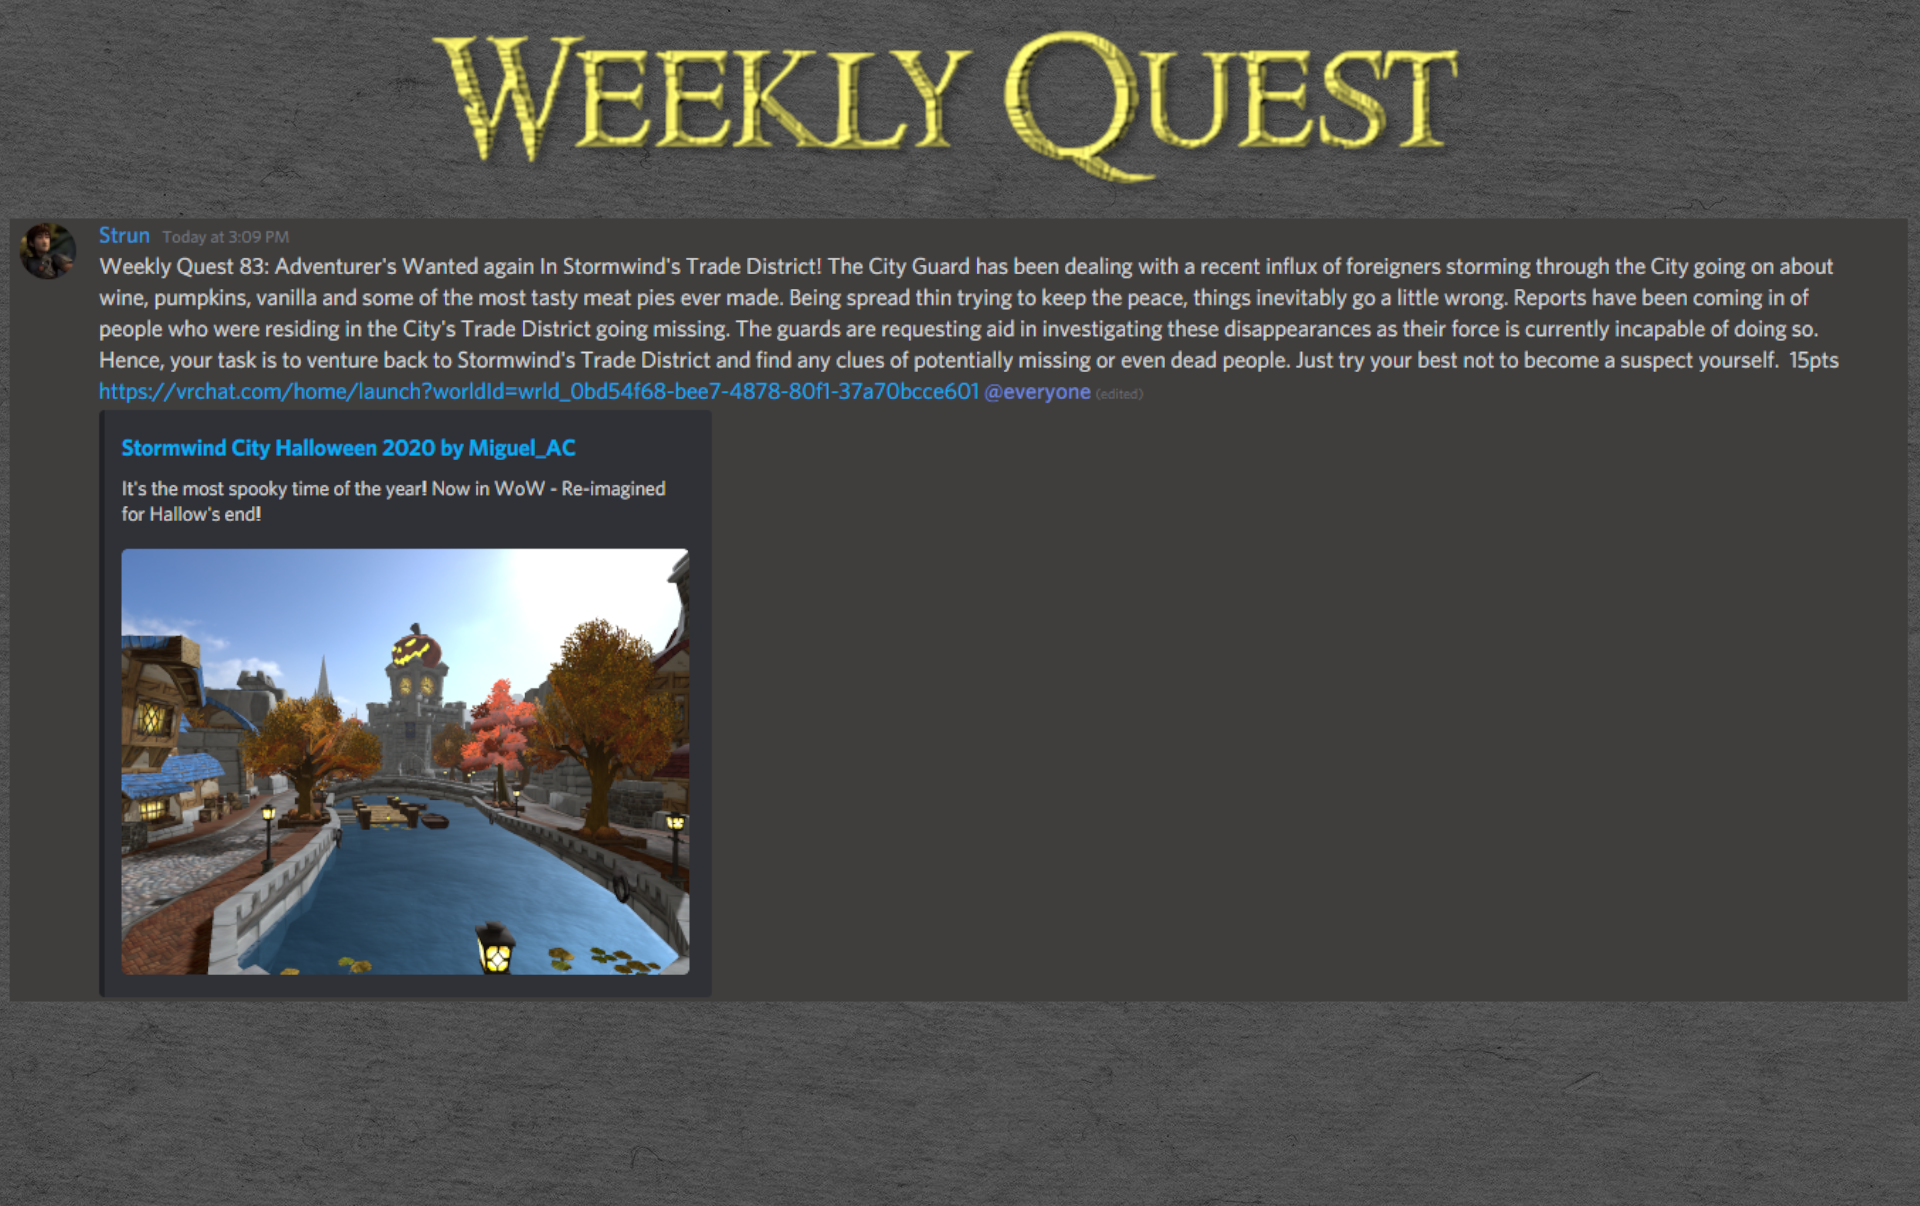 WEEKLY QUEST
Strun Today at 3:09 PM
Weekly Quest 83: Adventurer's Wanted again In Stormwind's Trade District! The City Guard has been dealing with a recent influx of foreigners storming through the City going on about
wine, pumpkins, vanilla and some of the most tasty meat pies ever made. Being spread thin trying to keep the peace, things inevitably go a little wrong. Reports have been coming in of
people who were residing in the City's Trade District going missing. The guards are requesting aid in investigating these disappearances as their force is currently incapable of doing so.
Hence, your task is to venture back to Stormwind's Trade District and find any clues of potentially missing or even dead people. Just try your best not to become a suspect yourself. 15pts
https://vrchat.com/home/launch?worldId=wrld_0bd54f68-bee7-4878-80f1-37a70bcce601 @everyone (edited)
Stormwind City Halloween 2020 by Miguel_AC
It's the most spooky time of the year! Now in WoW - Re-imagined
for Hallow's end!